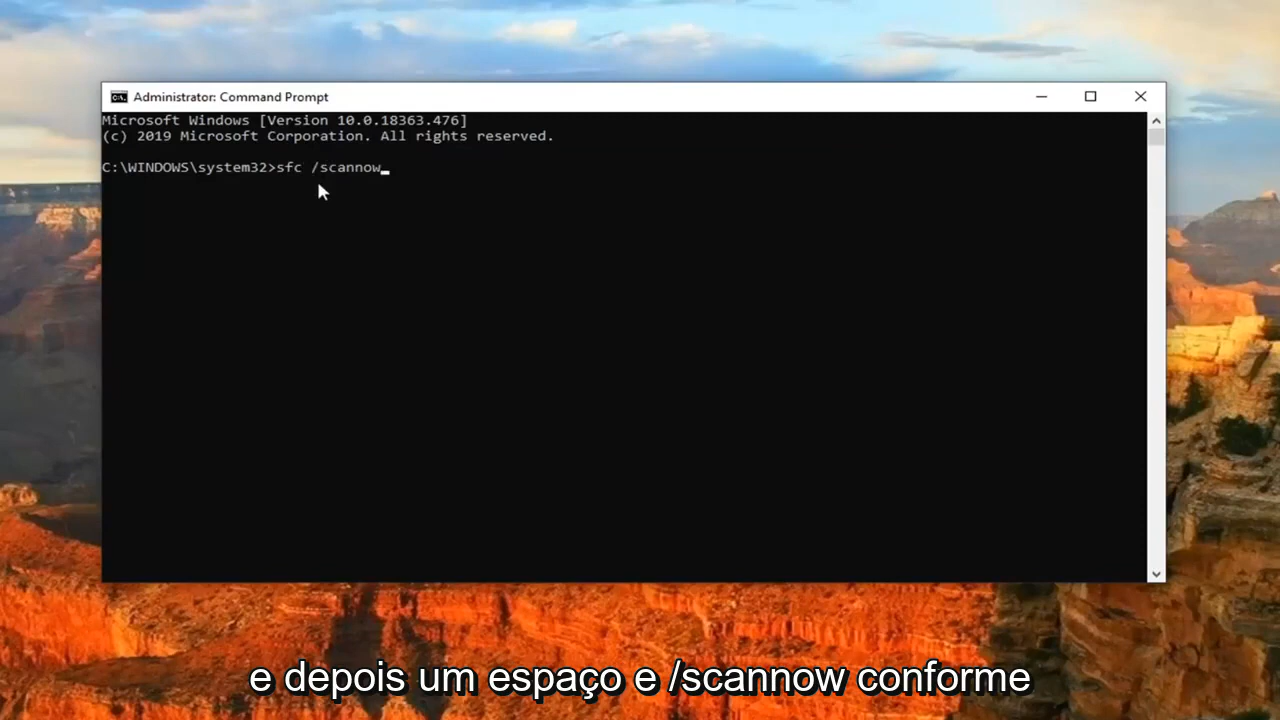 Administrator: Command Prompt
Microsoft Windows [Version 10.0.18363.476]
(c) 2019 Microsoft Corporation. All rights reserved.
C:\WINDOWS\system32>sfc /scannow
e depois um espaço e /scannow conforme